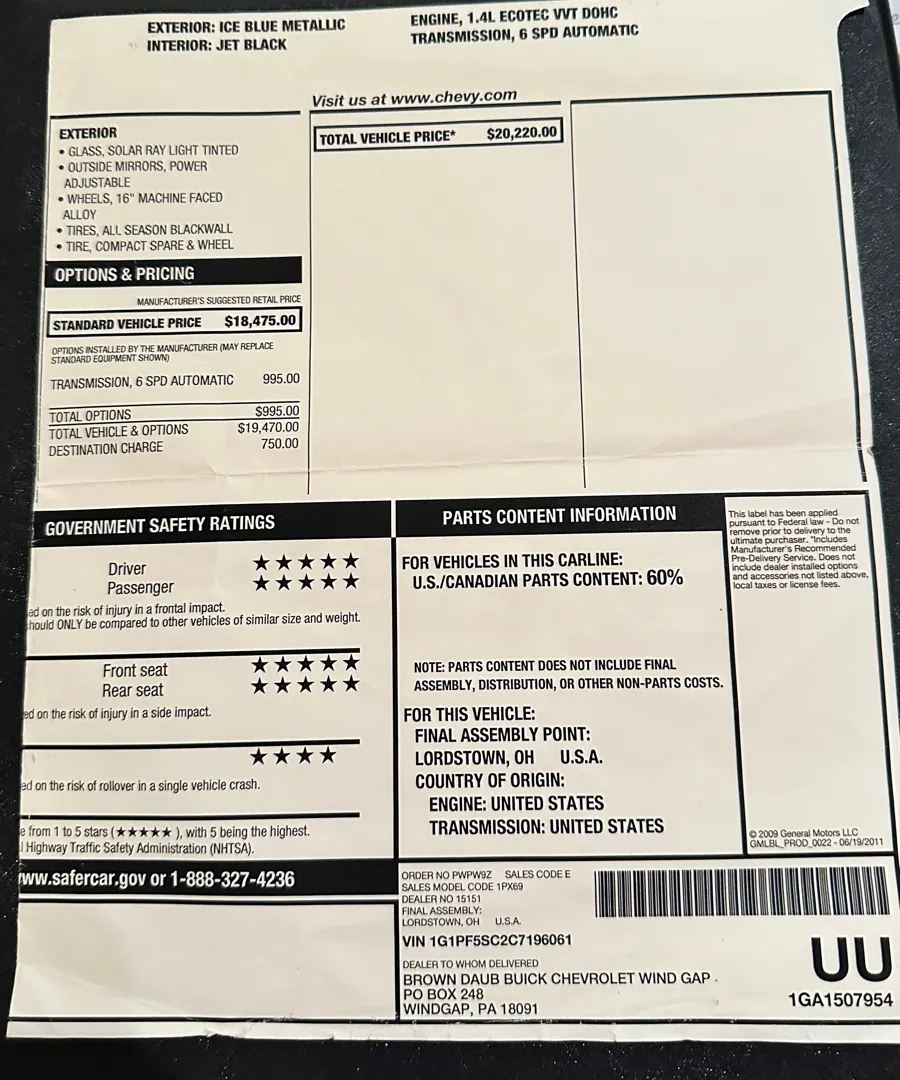 EXTERIOR: ICE BLUE METALLIC
INTERIOR: JET BLACK
ENGINE, 1.4L ECOTEC VVT DOHC
TRANSMISSION, 6 SPD AUTOMATIC
Visit us at www.chevy.com
EXTERIOR
• GLASS, SOLAR RAY LIGHT TINTED
• OUTSIDE MIRRORS, POWER
ADJUSTABLE
• WHEELS, 16" MACHINE FACED
ALLOY
• TIRES, ALL SEASON BLACKWALL
• TIRE, COMPACT SPARE & WHEEL
OPTIONS & PRICING
MANUFACTURER'S SUGGESTED RETAIL PRICE
STANDARD VEHICLE PRICE $18,475.00
OPTIONS INSTALLED BY THE MANUFACTURER (MAY REPLACE
STANDARD EQUIPMENT SHOWN)
TRANSMISSION, 6 SPD AUTOMATIC 995.00
TOTAL OPTIONS $995.00
TOTAL VEHICLE & OPTIONS $19,470.00
DESTINATION CHARGE 750.00
TOTAL VEHICLE PRICE* $20,220.00
GOVERNMENT SAFETY RATINGS
Driver ★★★★★
Passenger ★★★★★
ed on the risk of injury in a frontal impact.
hould ONLY be compared to other vehicles of similar size and weight.
Front seat ★★★★★
Rear seat ★★★★★
ed on the risk of injury in a side impact.
★★★★
ed on the risk of rollover in a single vehicle crash.
e from 1 to 5 stars (★★★★★), with 5 being the highest.
l Highway Traffic Safety Administration (NHTSA).
www.safercar.gov or 1-888-327-4236
PARTS CONTENT INFORMATION
FOR VEHICLES IN THIS CARLINE:
U.S./CANADIAN PARTS CONTENT: 60%
NOTE: PARTS CONTENT DOES NOT INCLUDE FINAL
ASSEMBLY, DISTRIBUTION, OR OTHER NON-PARTS COSTS.
FOR THIS VEHICLE:
FINAL ASSEMBLY POINT:
LORDSTOWN, OH U.S.A.
COUNTRY OF ORIGIN:
ENGINE: UNITED STATES
TRANSMISSION: UNITED STATES
This label has been applied
pursuant to Federal law - Do not
remove prior to delivery to the
ultimate purchaser. *Includes
Manufacturer's Recommended
Pre-Delivery Service. Does not
include dealer installed options
and accessories not listed above,
local taxes or license fees.
© 2009 General Motors LLC
GMLBL_PROD_0022 - 06/19/2011
ORDER NO PWPW9Z SALES CODE E
SALES MODEL CODE 1PX69
DEALER NO 15151
FINAL ASSEMBLY:
LORDSTOWN, OH U.S.A.
VIN 1G1PF5SC2C7196061
DEALER TO WHOM DELIVERED
BROWN DAUB BUICK CHEVROLET WIND GAP
PO BOX 248
WINDGAP, PA 18091
UU
1GA1507954